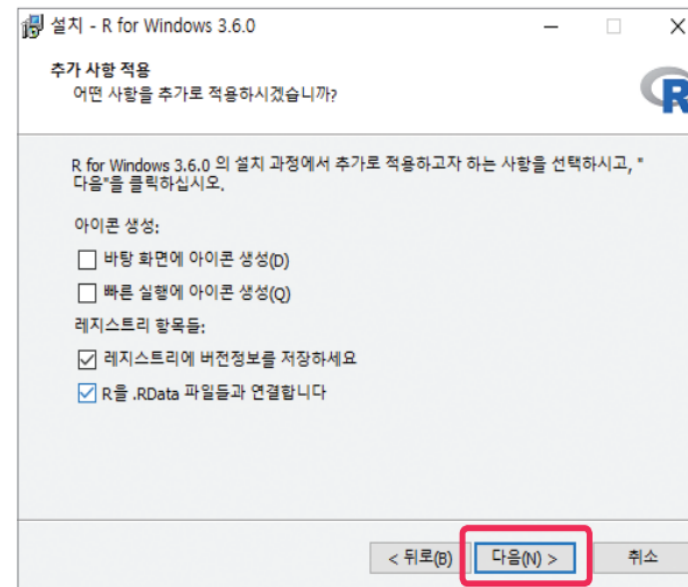 설치 - R for Windows 3.6.0
추가 사항 적용
어떤 사항을 추가로 적용하시겠습니까?
R
R for Windows 3.6.0 의 설치 과정에서 추가로 적용하고자 하는 사항을 선택하시고, "
다음"을 클릭하십시오.
아이콘 생성:
바탕 화면에 아이콘 생성(D)
빠른 실행에 아이콘 생성(Q)
레지스트리 항목들:
레지스트리에 버전정보를 저장하세요
R을 .RData 파일들과 연결합니다
< 뒤로(B) 다음(N) > 취소